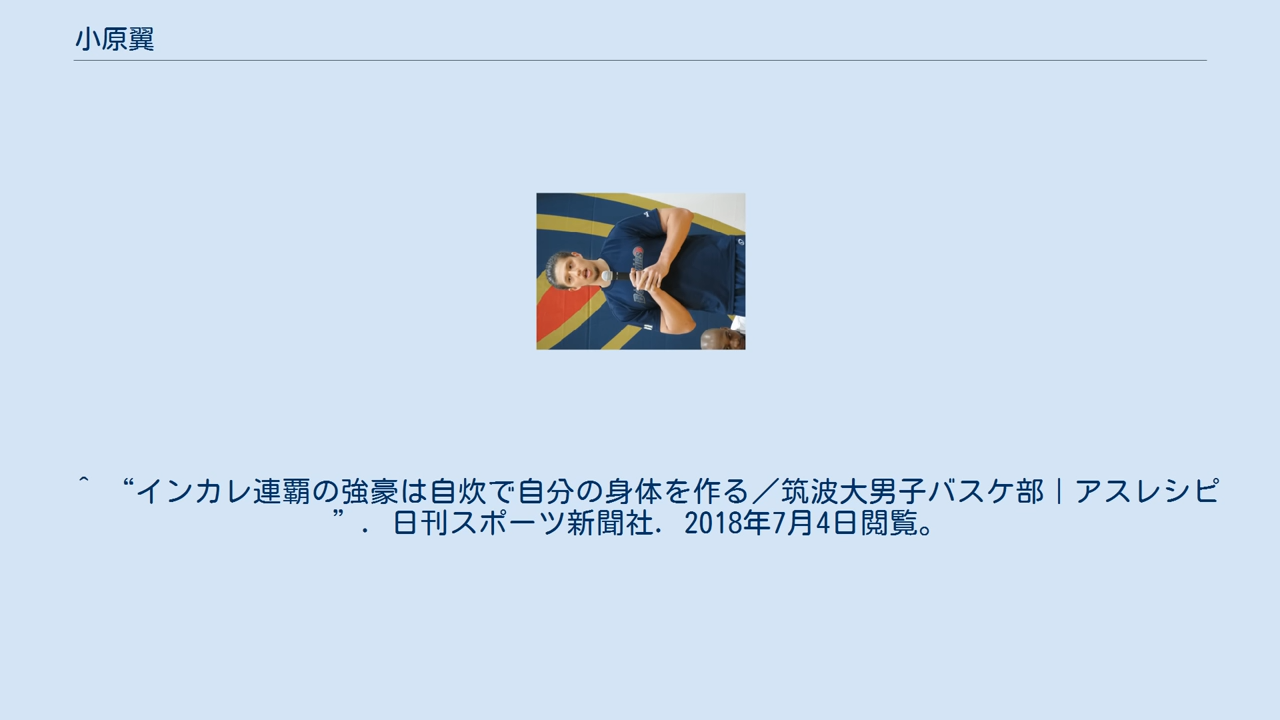 小原翼
^ “インカレ連覇の強豪は自炊で自分の身体を作る／筑波大男子バスケ部｜アスレシピ
”. 日刊スポーツ新聞社. 2018年7月4日閲覧。